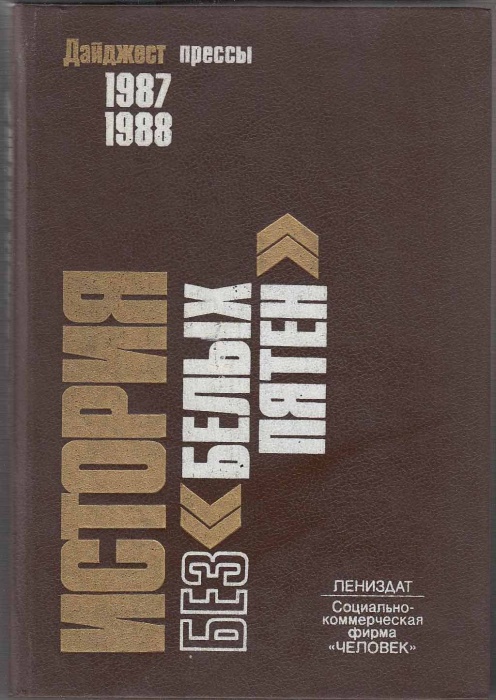 Дайджест прессы
1987
1988
ИСТОРИЯ
БЕЗ «БЕЛЫХ
ПЯТЕН»
ЛЕНИЗДАТ
Социально-
коммерческая
фирма
«ЧЕЛОВЕК»